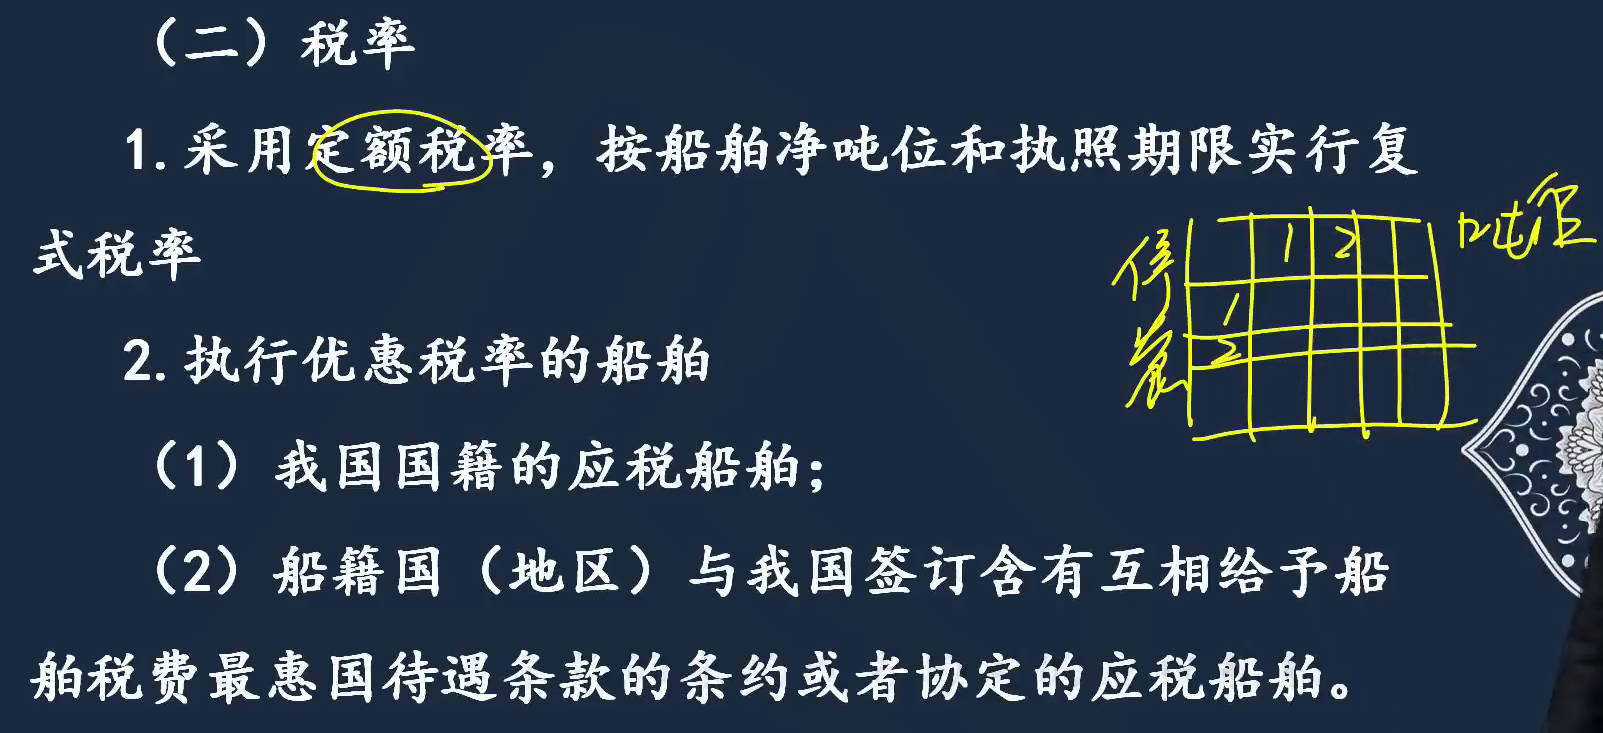 （二）税率
1.采用定额税率，按船舶净吨位和执照期限实行复
式税率
吨位
停
1 2
1
2
2.执行优惠税率的船舶
（1）我国国籍的应税船舶；
（2）船籍国（地区）与我国签订含有互相给予船
舶税费最惠国待遇条款的条约或者协定的应税船舶。